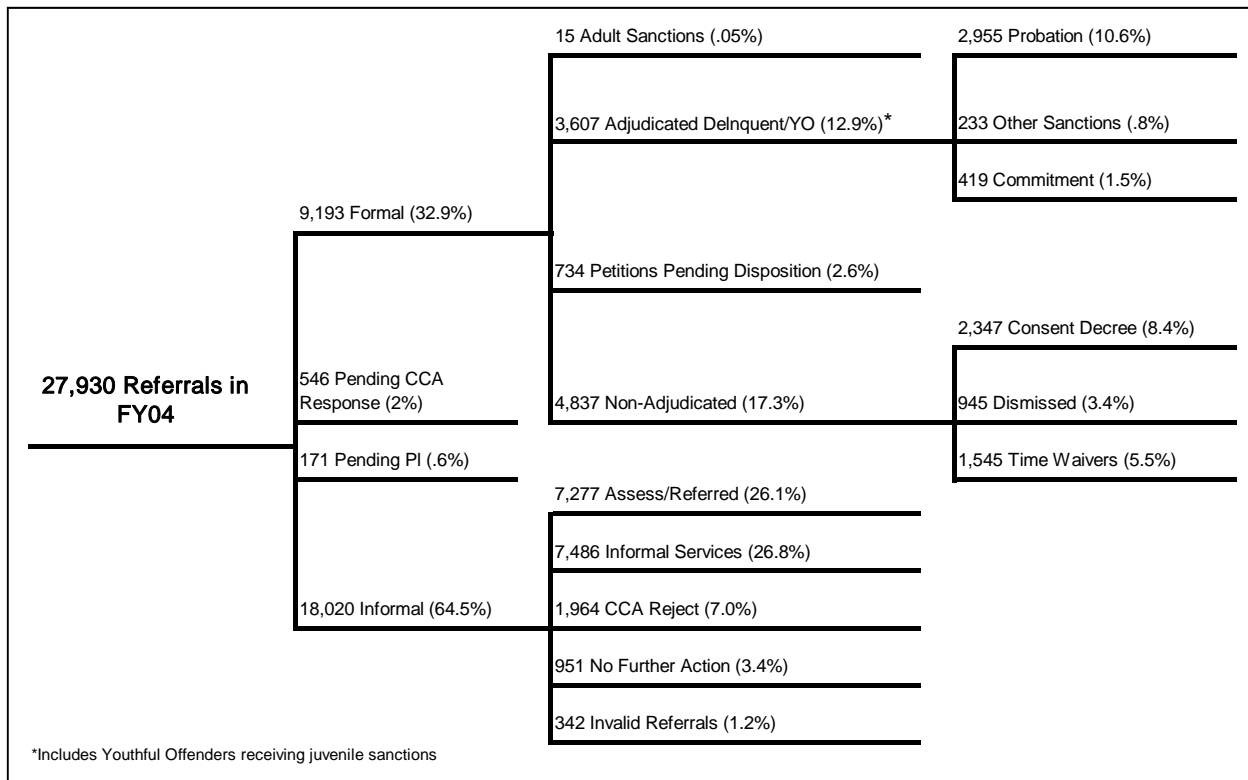 27,930 Referrals in
FY04
9,193 Formal (32.9%)
546 Pending CCA
Response (2%)
171 Pending PI (.6%)
18,020 Informal (64.5%)
15 Adult Sanctions (.05%)
3,607 Adjudicated Delnquent/YO (12.9%)*
734 Petitions Pending Disposition (2.6%)
4,837 Non-Adjudicated (17.3%)
7,277 Assess/Referred (26.1%)
7,486 Informal Services (26.8%)
1,964 CCA Reject (7.0%)
951 No Further Action (3.4%)
342 Invalid Referrals (1.2%)
2,955 Probation (10.6%)
233 Other Sanctions (.8%)
419 Commitment (1.5%)
2,347 Consent Decree (8.4%)
945 Dismissed (3.4%)
1,545 Time Waivers (5.5%)
*Includes Youthful Offenders receiving juvenile sanctions